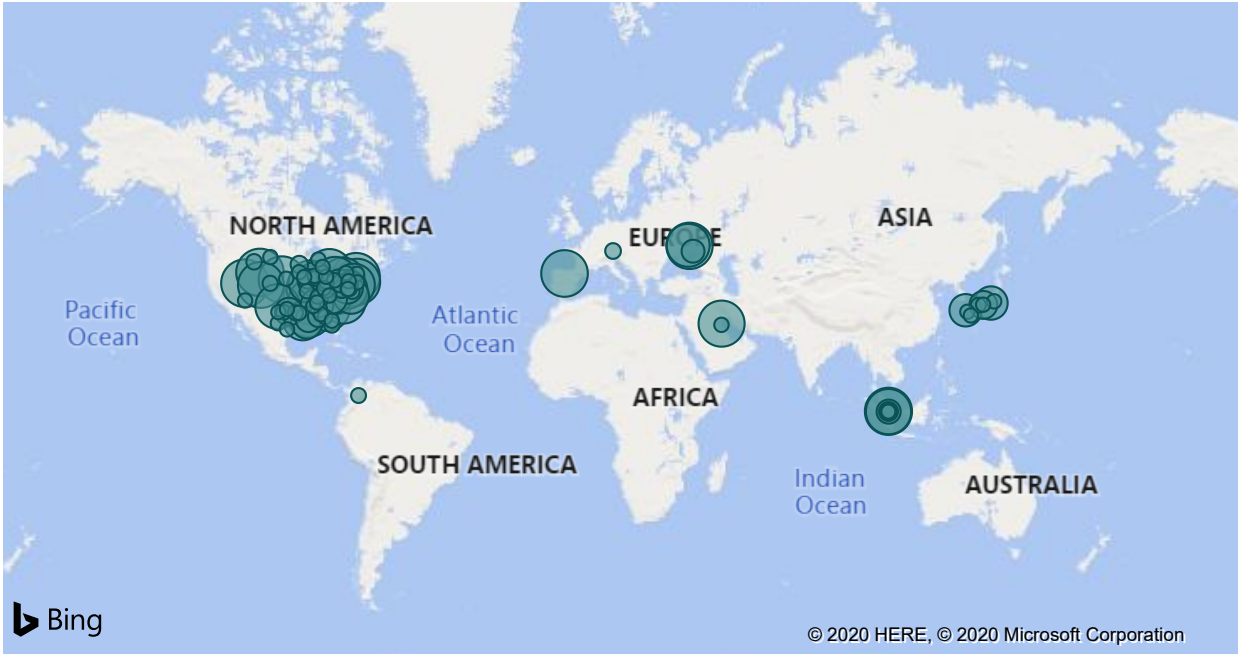 NORTH AMERICA
ASIA
EUROPE
Pacific
Ocean
Atlantic
Ocean
AFRICA
SOUTH AMERICA
Indian
Ocean
AUSTRALIA
Bing
© 2020 HERE, © 2020 Microsoft Corporation